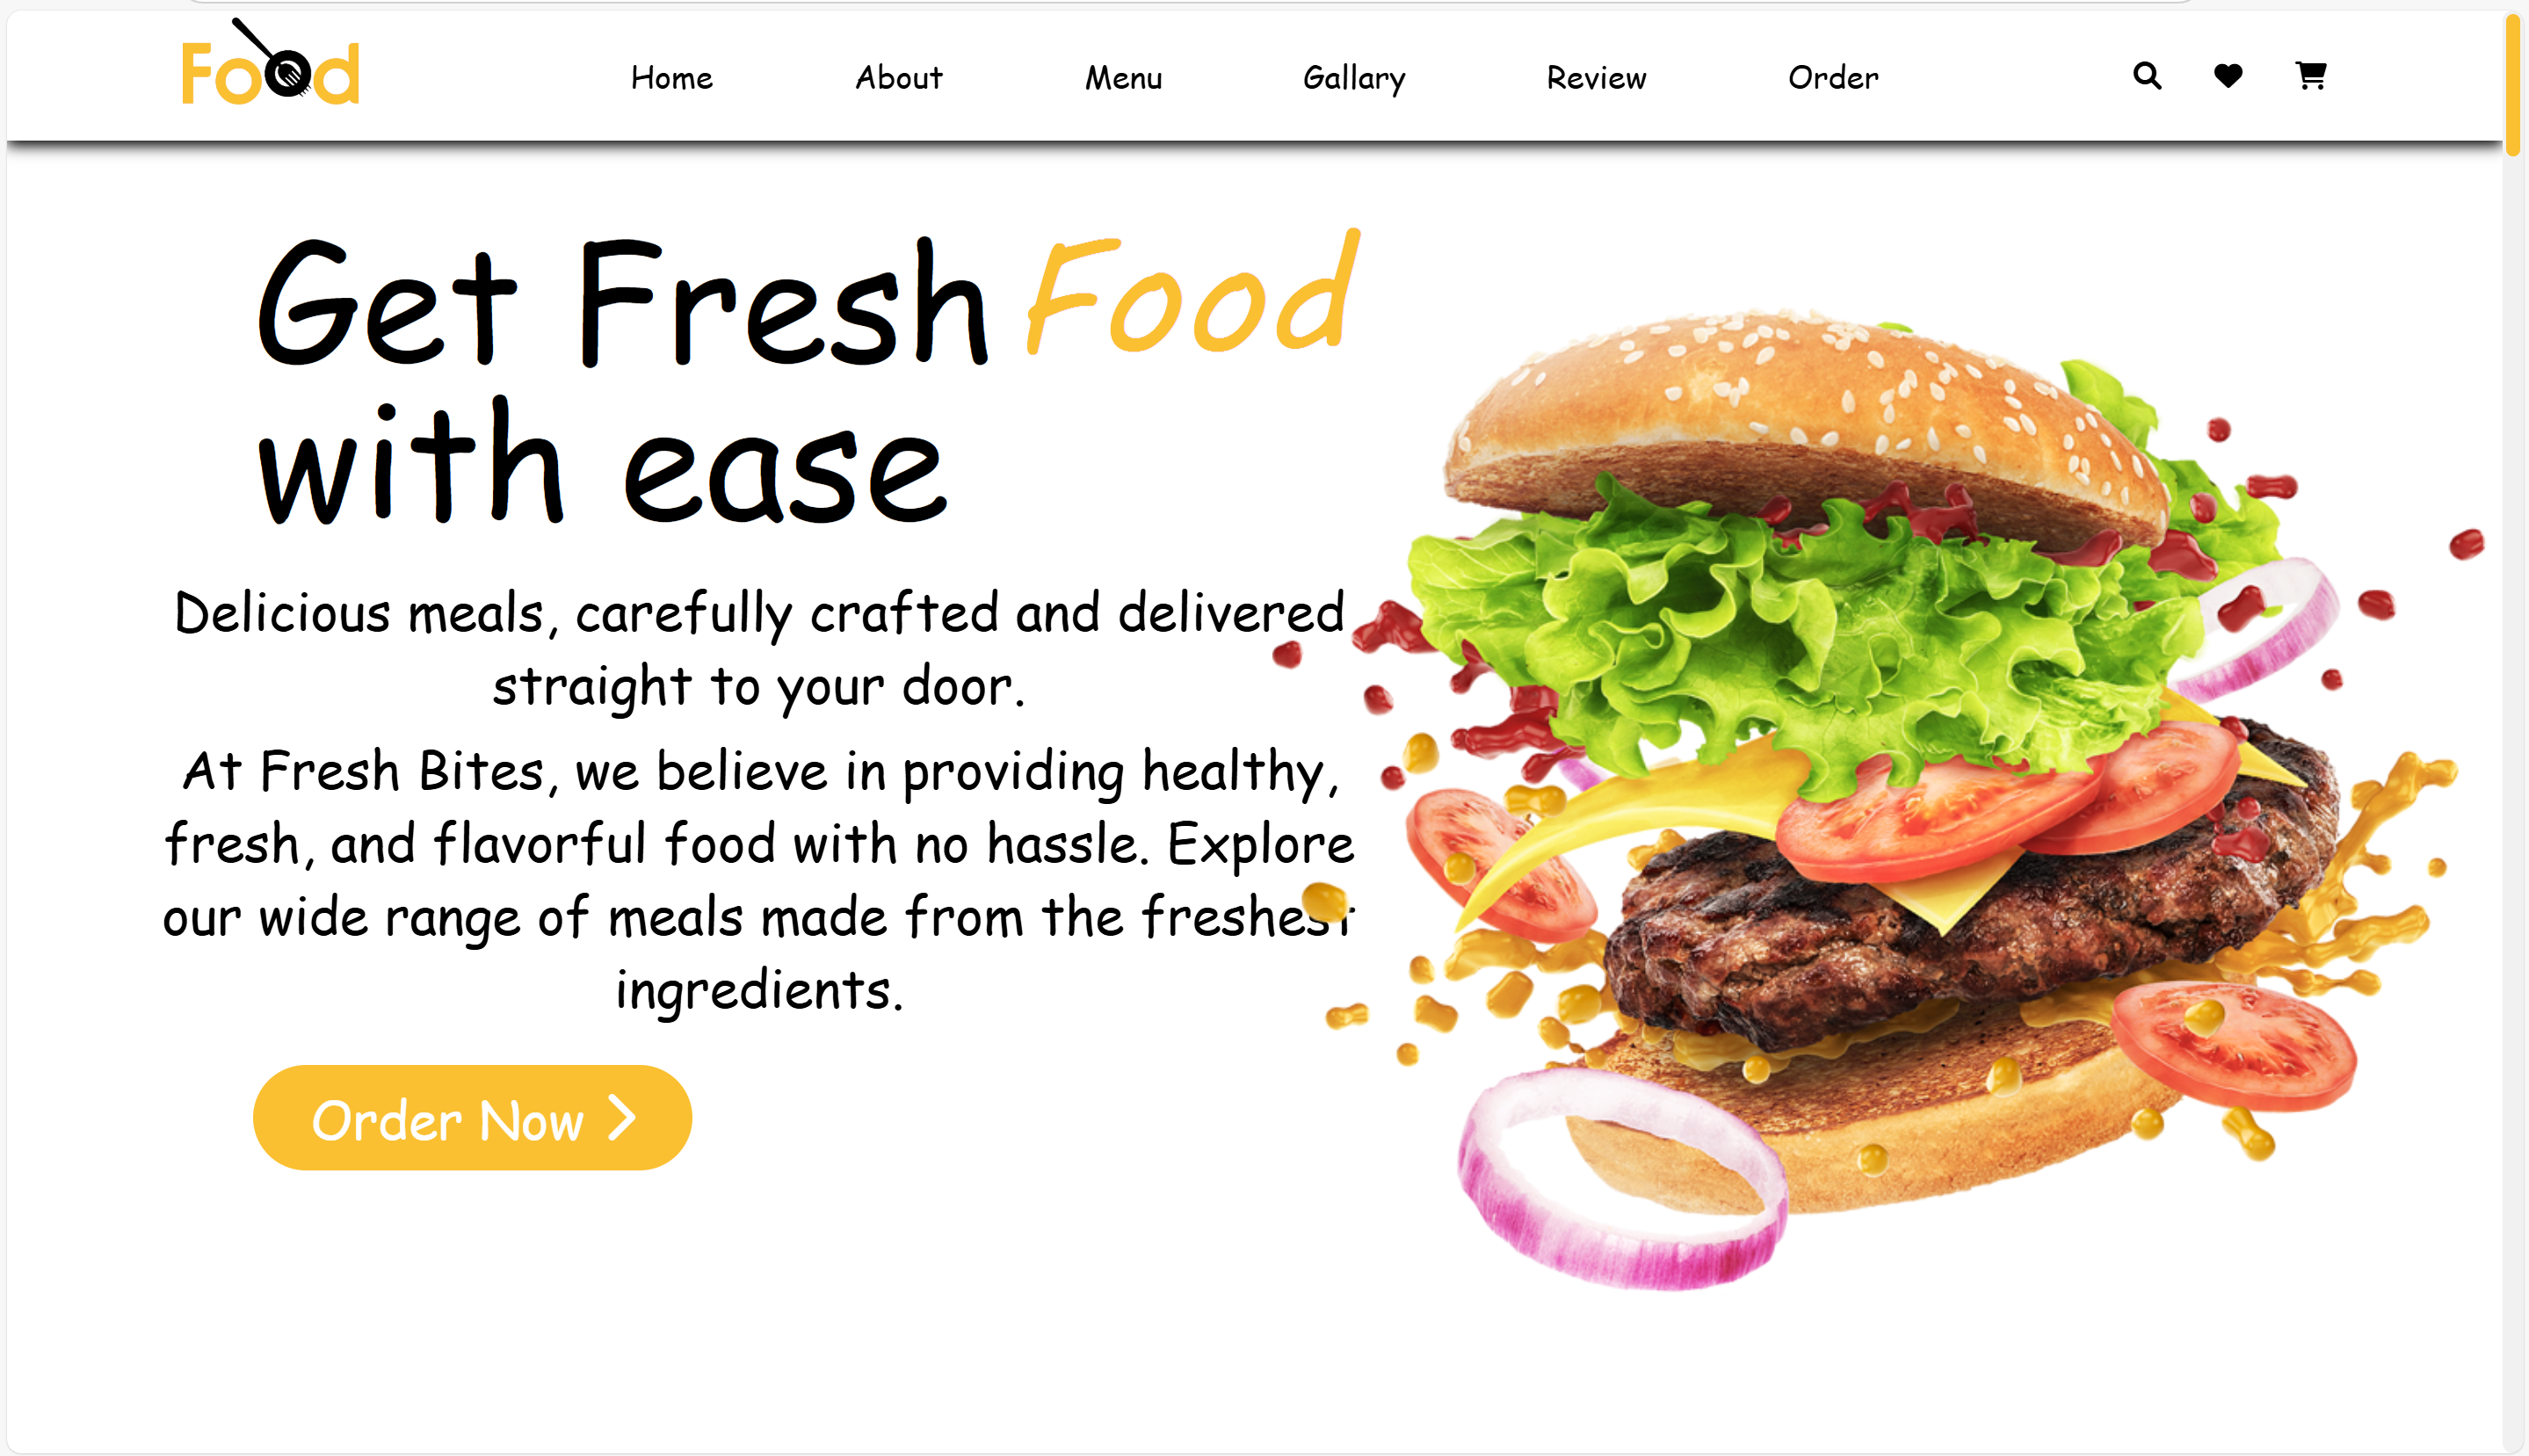 Food
Home About Menu Gallary Review Order
Get Fresh Food
with ease
Delicious meals, carefully crafted and delivered
straight to your door.
At Fresh Bites, we believe in providing healthy,
fresh, and flavorful food with no hassle. Explore
our wide range of meals made from the freshest
ingredients.
Order Now